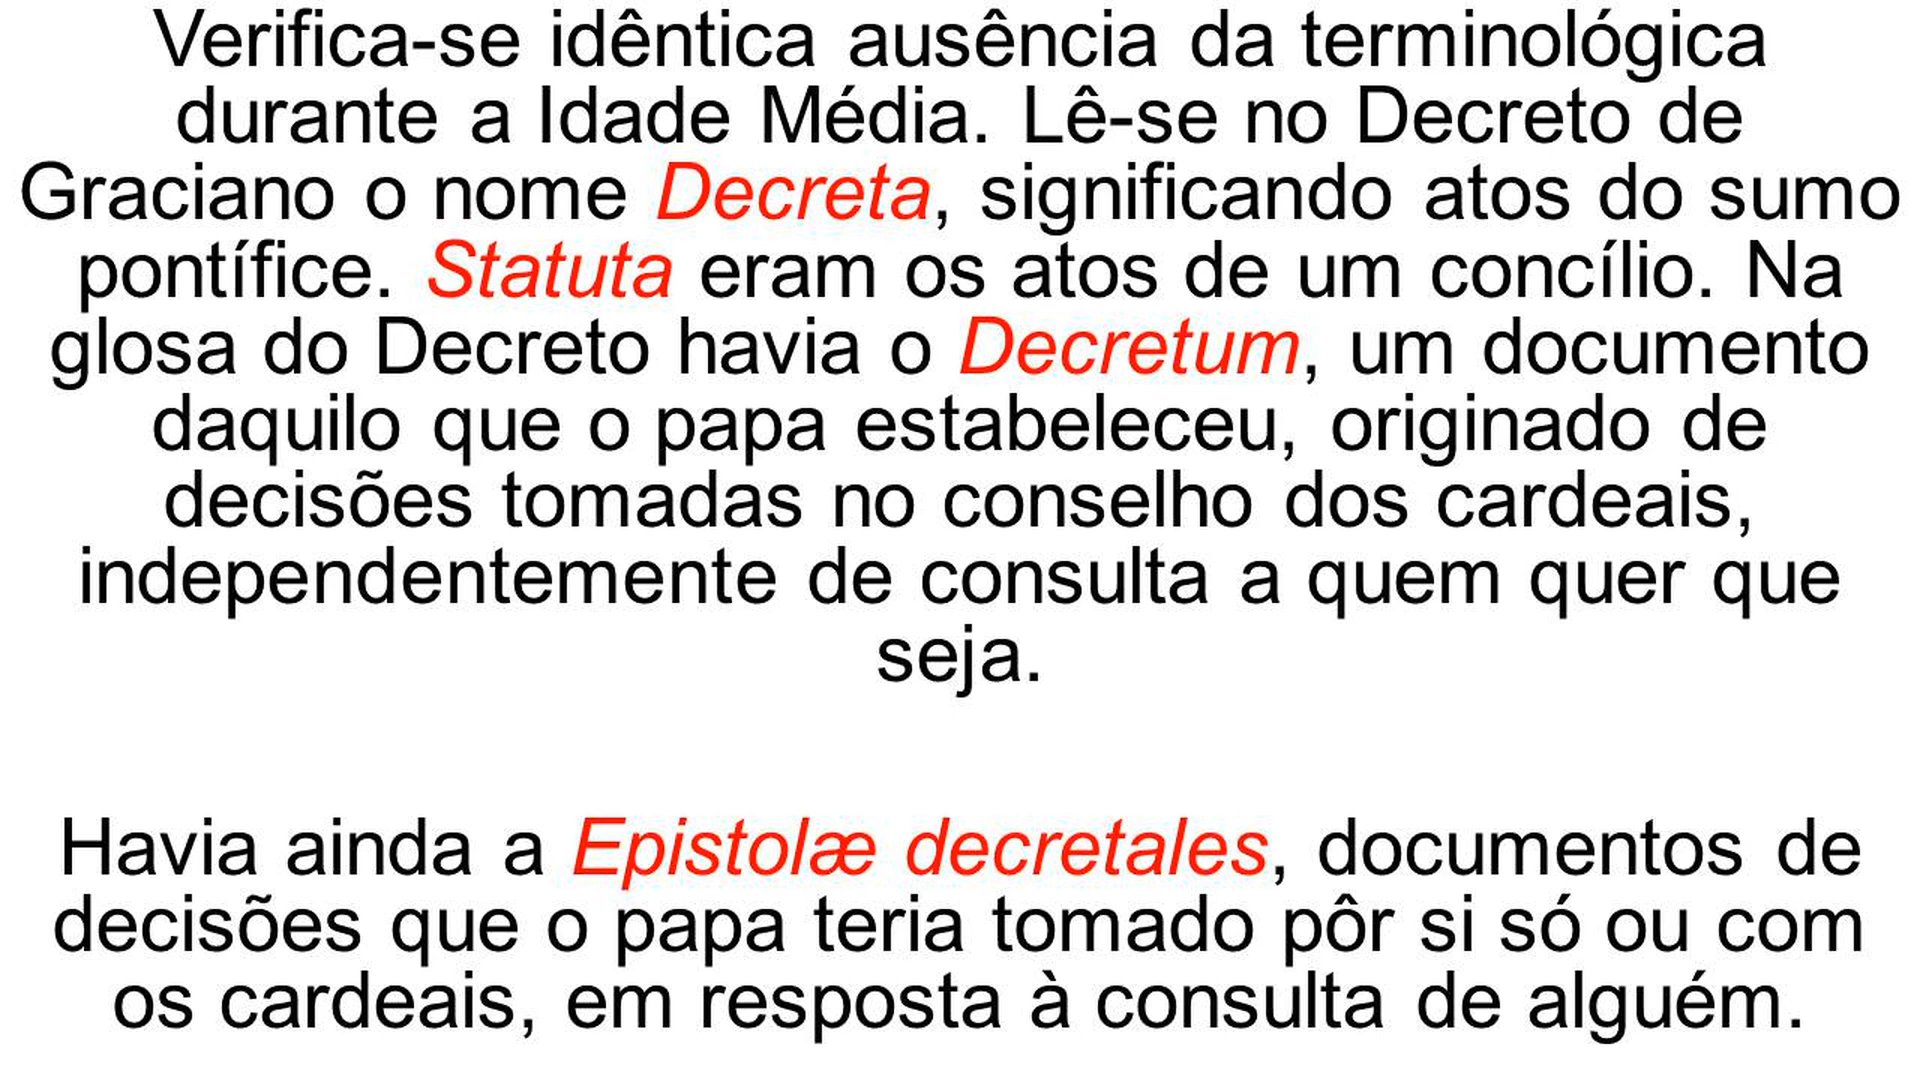 Verifica-se idêntica ausência da terminológica
durante a Idade Média. Lê-se no Decreto de
Graciano o nome Decreta, significando atos do sumo
pontífice. Statuta eram os atos de um concílio. Na
glosa do Decreto havia o Decretum, um documento
daquilo que o papa estabeleceu, originado de
decisões tomadas no conselho dos cardeais,
independentemente de consulta a quem quer que
seja.
Havia ainda a Epistolæ decretales, documentos de
decisões que o papa teria tomado pôr si só ou com
os cardeais, em resposta à consulta de alguém.